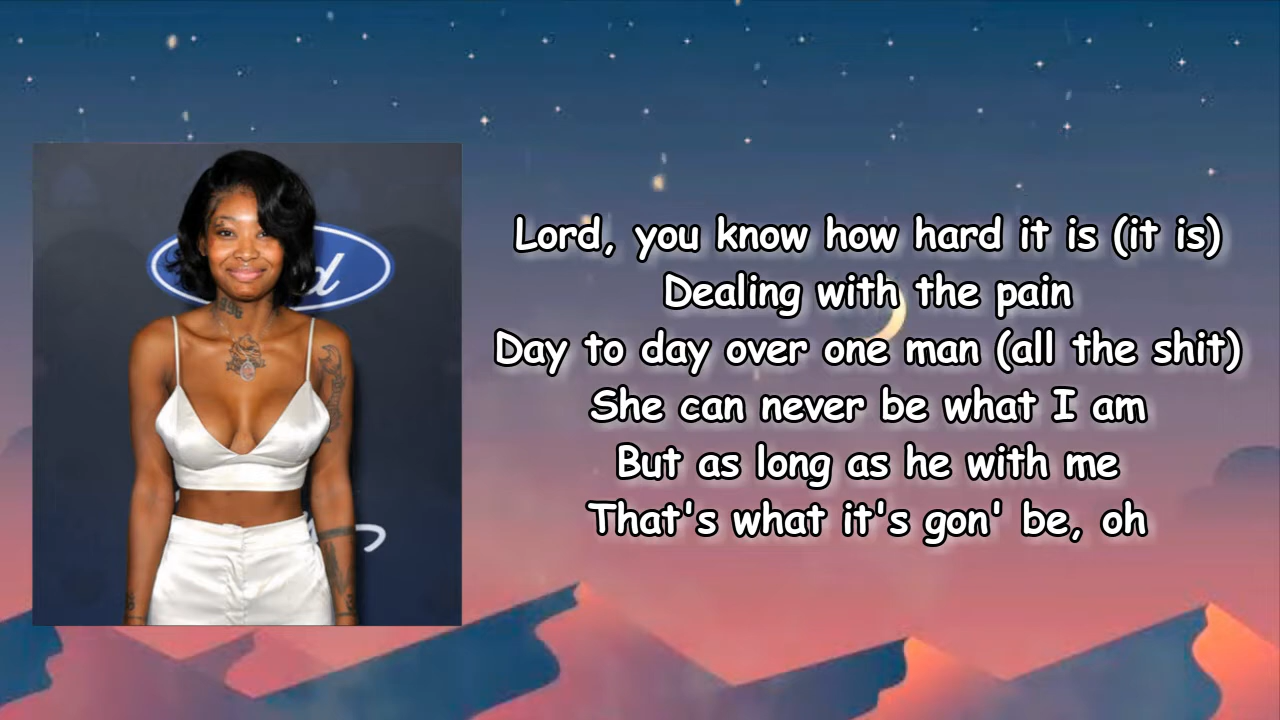 Lord, you know how hard it is (it is)
Dealing with the pain
Day to day over one man (all the shit)
She can never be what I am
But as long as he with me
That's what it's gon' be, oh